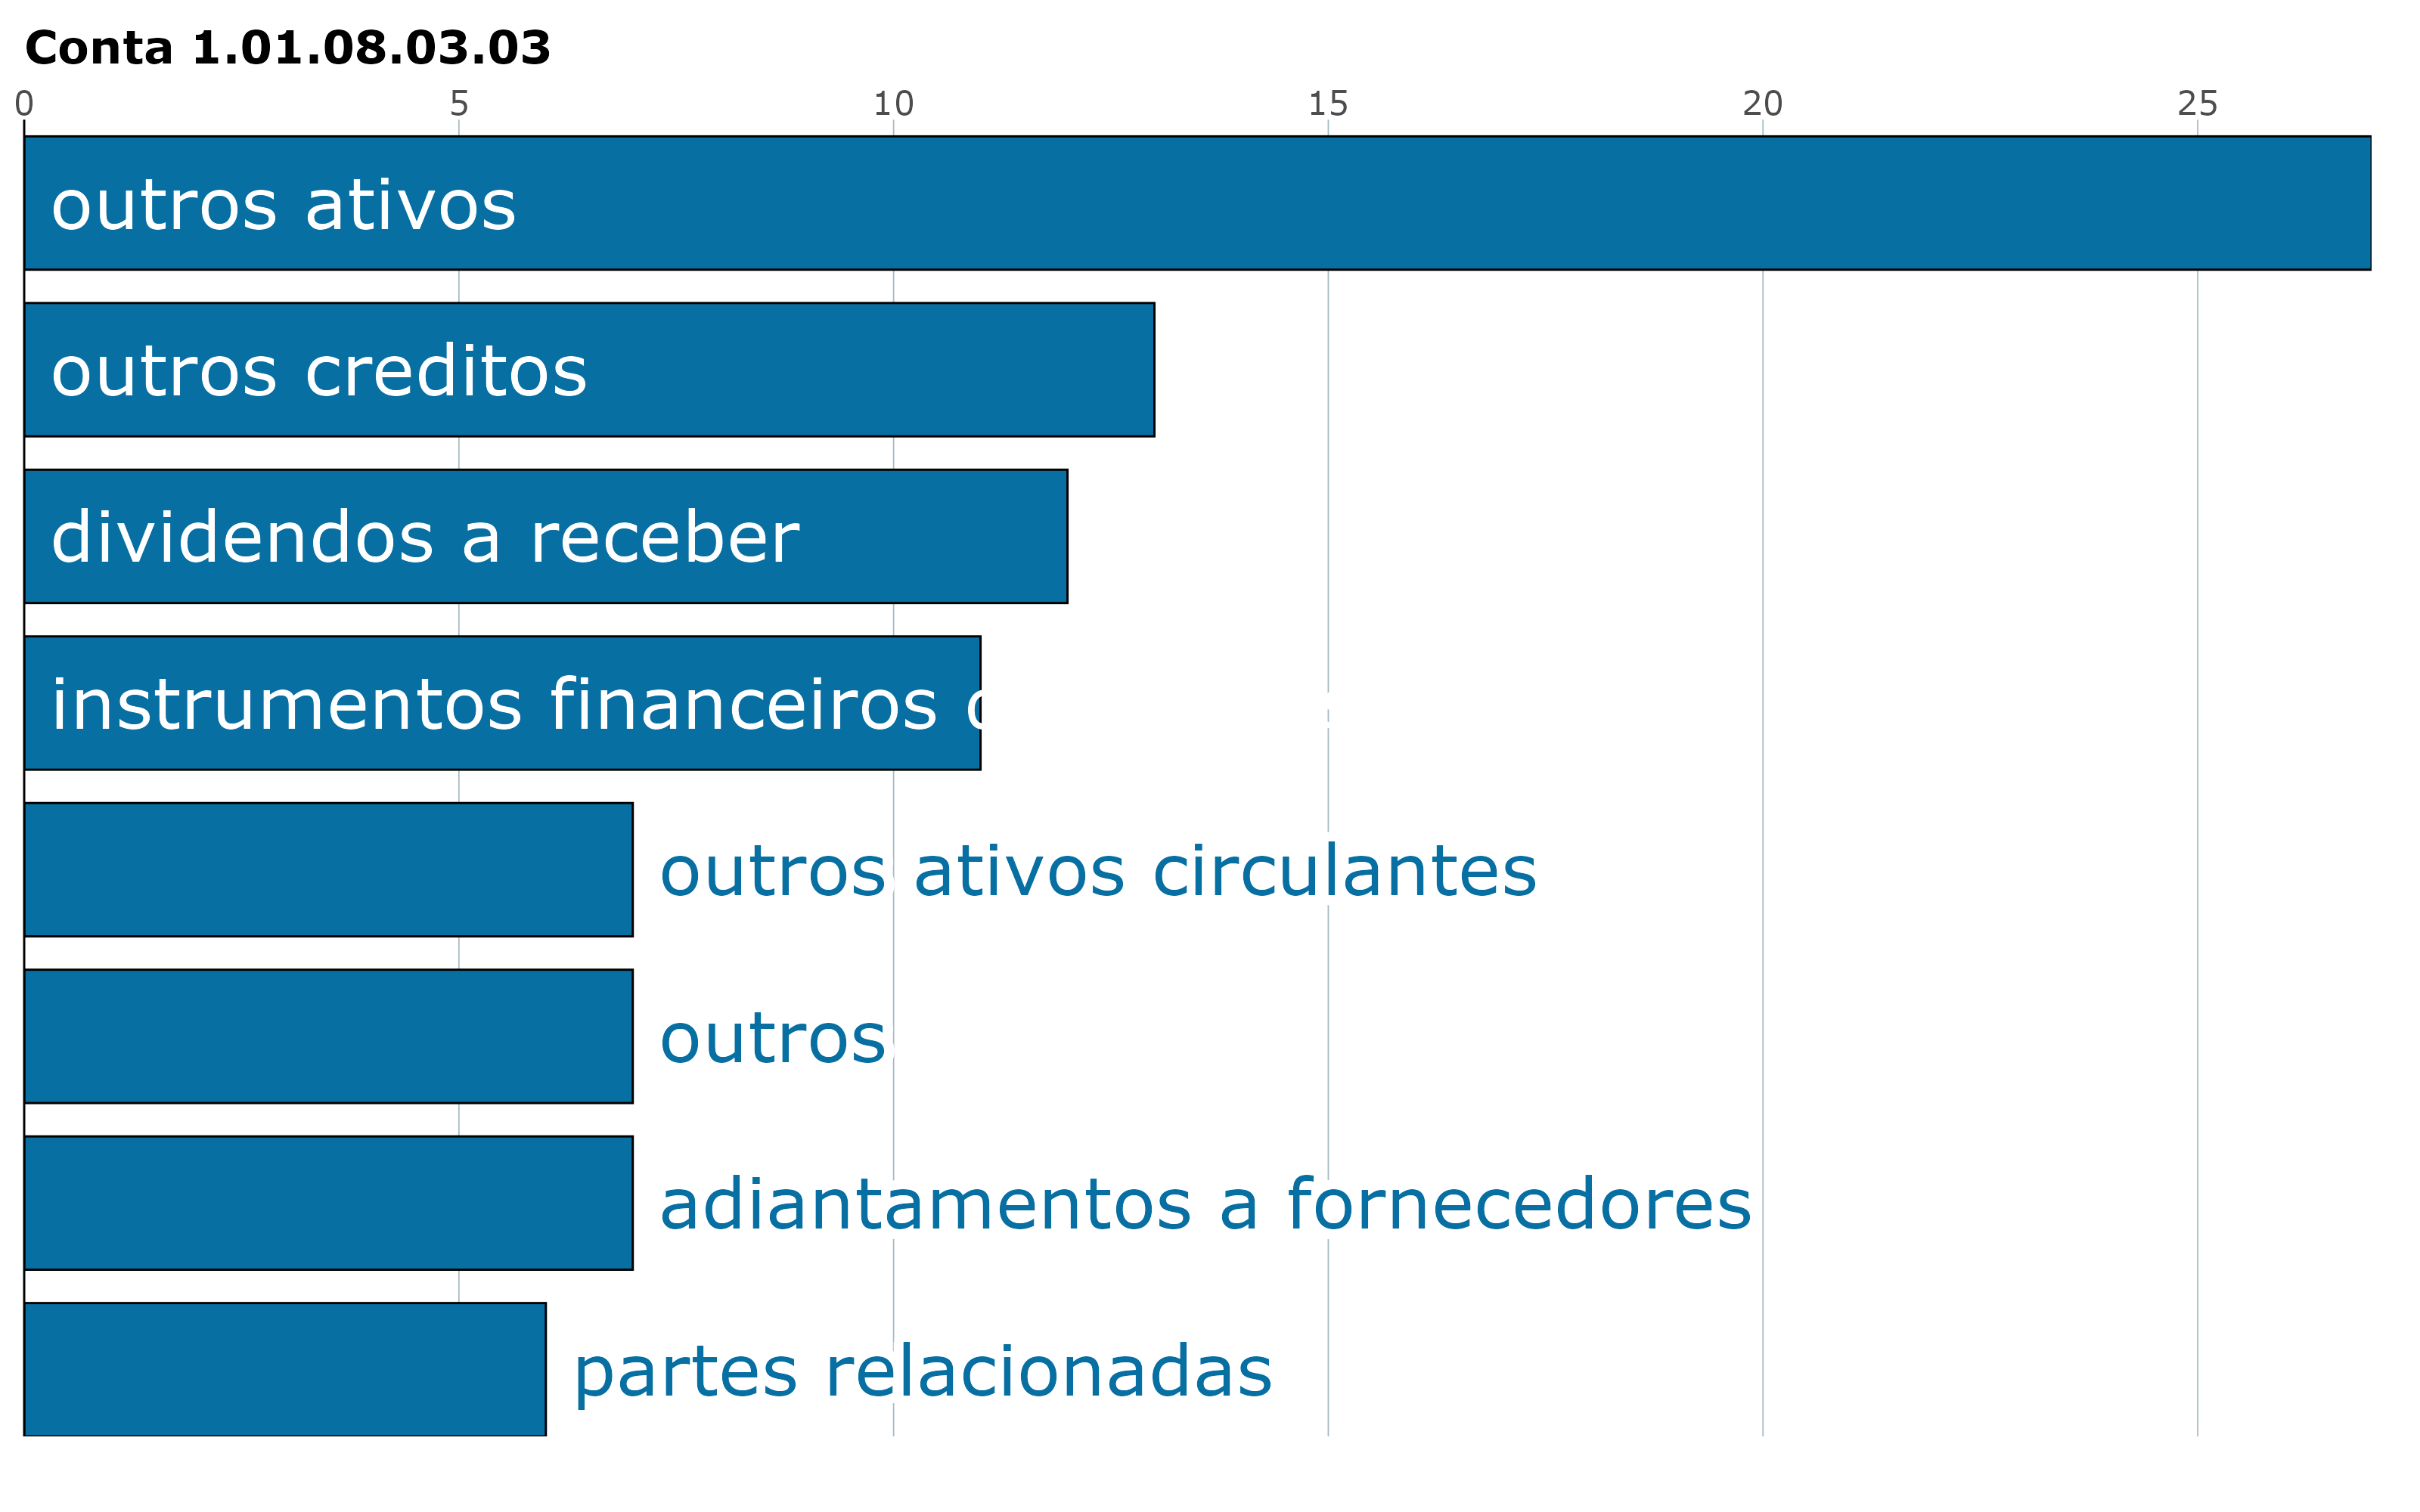 Conta 1.01.08.03.03
0 5 10 15 20 25
outros ativos
outros creditos
dividendos a receber
instrumentos financeiros
outros ativos circulantes
outros
adiantamentos a fornecedores
partes relacionadas